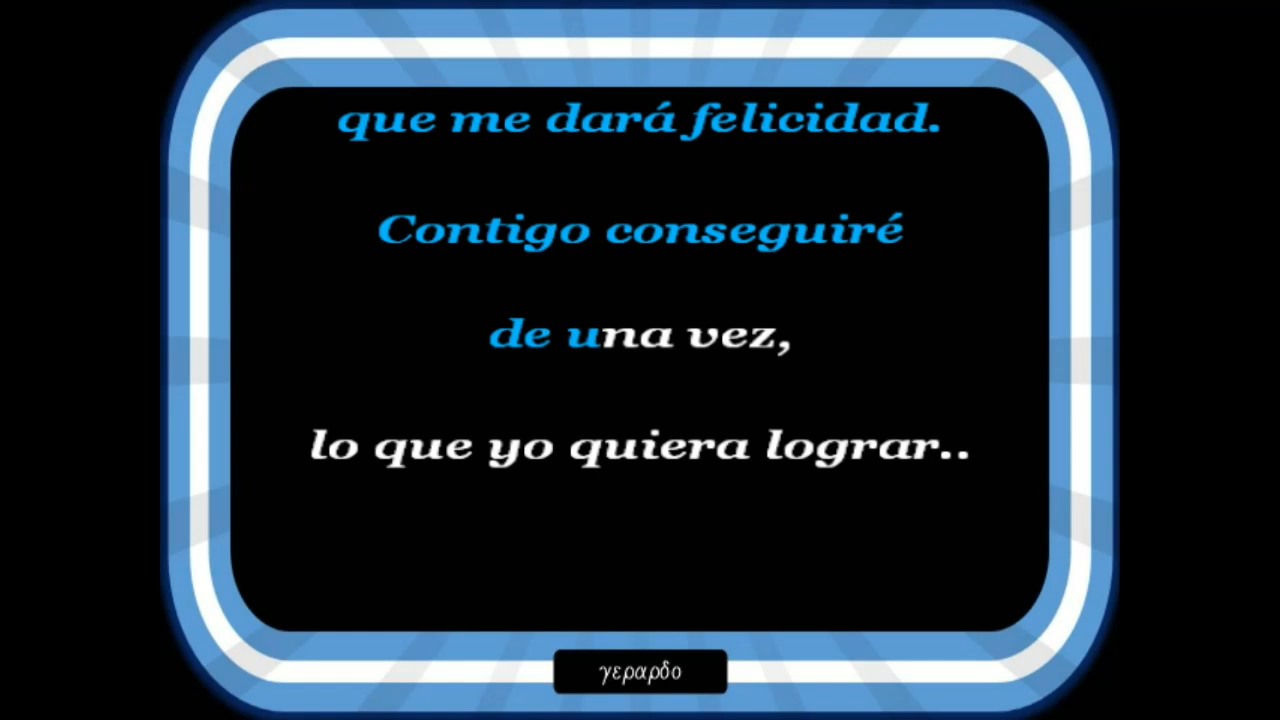 que me dará felicidad.
Contigo conseguiré
de una vez,
lo que yo quiera lograr..
γεραρδο